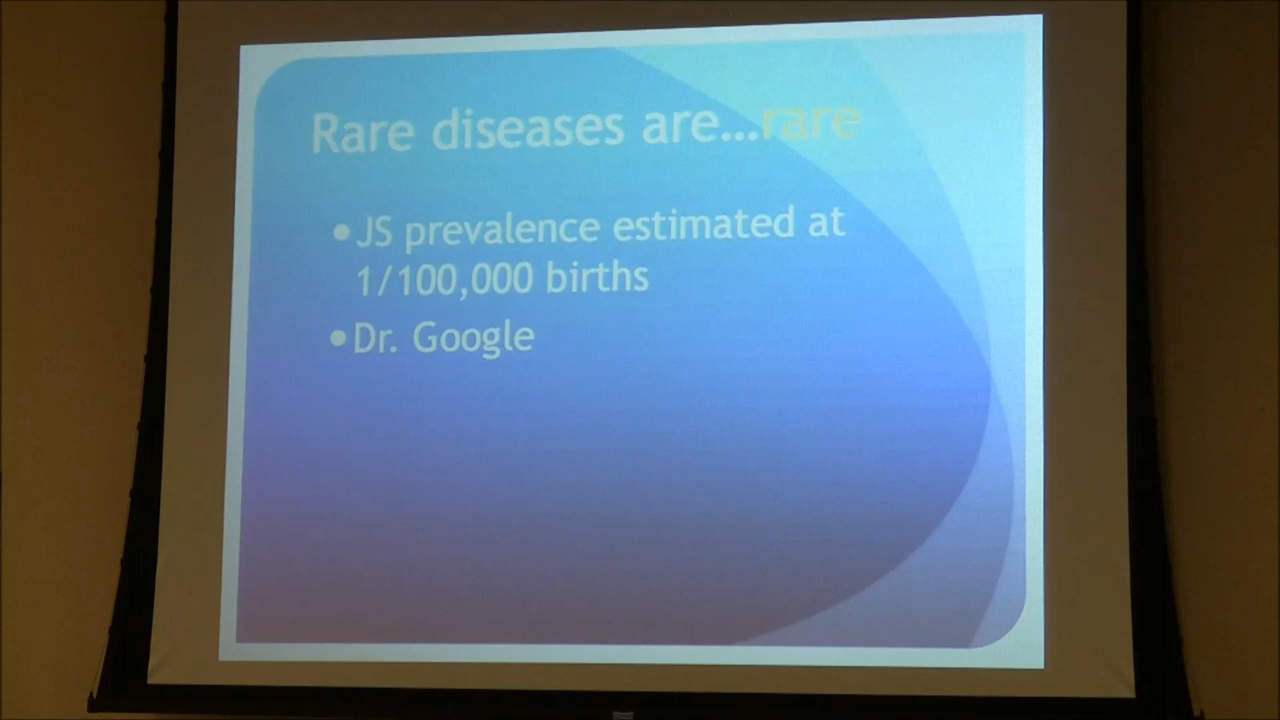 Rare diseases are...rare
•JS prevalence estimated at
1/100,000 births
•Dr. Google